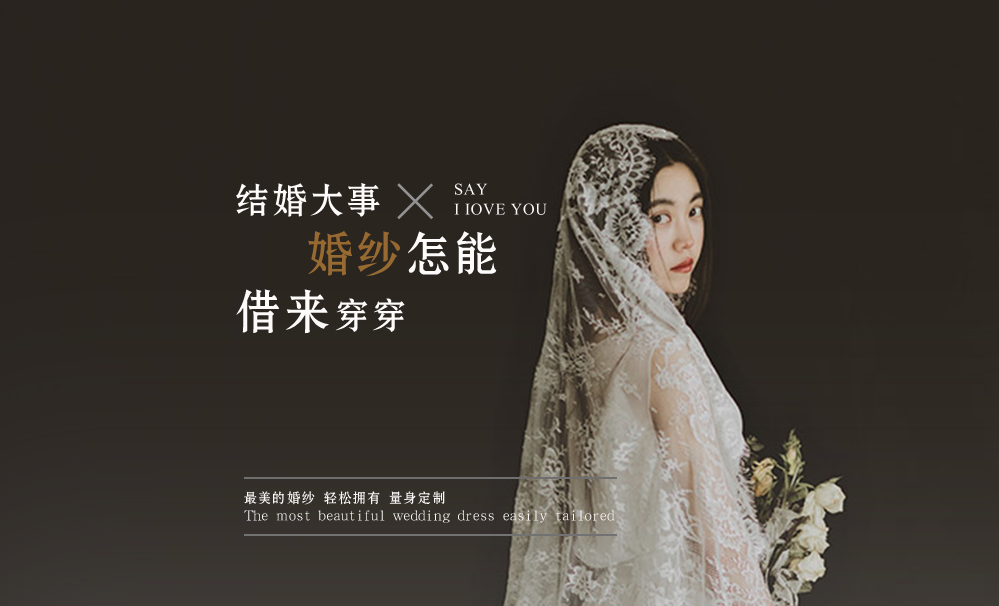 结婚大事
SAY
I IOVE YOU
婚纱怎能
借来穿穿
最美的婚纱 轻松拥有 量身定制
The most beautiful wedding dress easily tailored